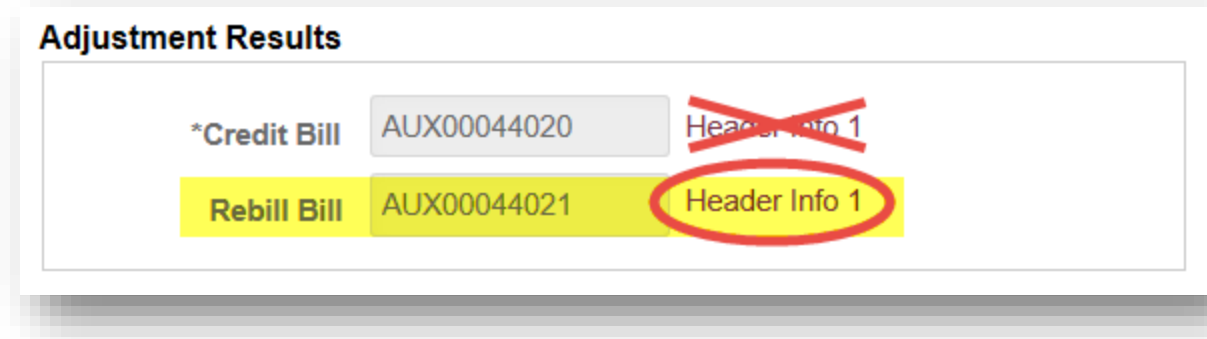 Adjustment Results
*Credit Bill AUX00044020 Header Info 1
Rebill Bill AUX00044021 Header Info 1